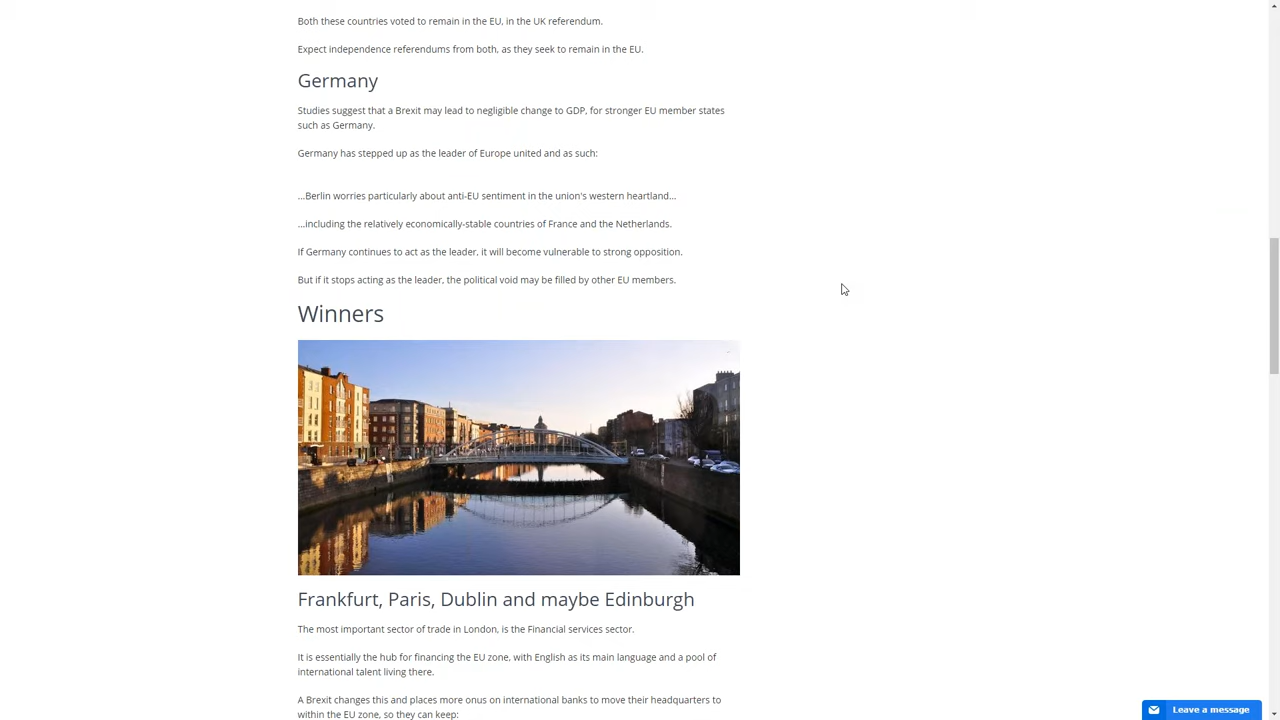 Both these countries voted to remain in the EU, in the UK referendum.
Expect independence referendums from both, as they seek to remain in the EU.
Germany
Studies suggest that a Brexit may lead to negligible change to GDP, for stronger EU member states
such as Germany.
Germany has stepped up as the leader of Europe united and as such:
...Berlin worries particularly about anti-EU sentiment in the union's western heartland...
...including the relatively economically-stable countries of France and the Netherlands.
If Germany continues to act as the leader, it will become vulnerable to strong opposition.
But if it stops acting as the leader, the political void may be filled by other EU members.
Winners
Frankfurt, Paris, Dublin and maybe Edinburgh
The most important sector of trade in London, is the Financial services sector.
It is essentially the hub for financing the EU zone, with English as its main language and a pool of
international talent living there.
A Brexit changes this and places more onus on international banks to move their headquarters to
within the EU zone, so they can keep:
Leave a message